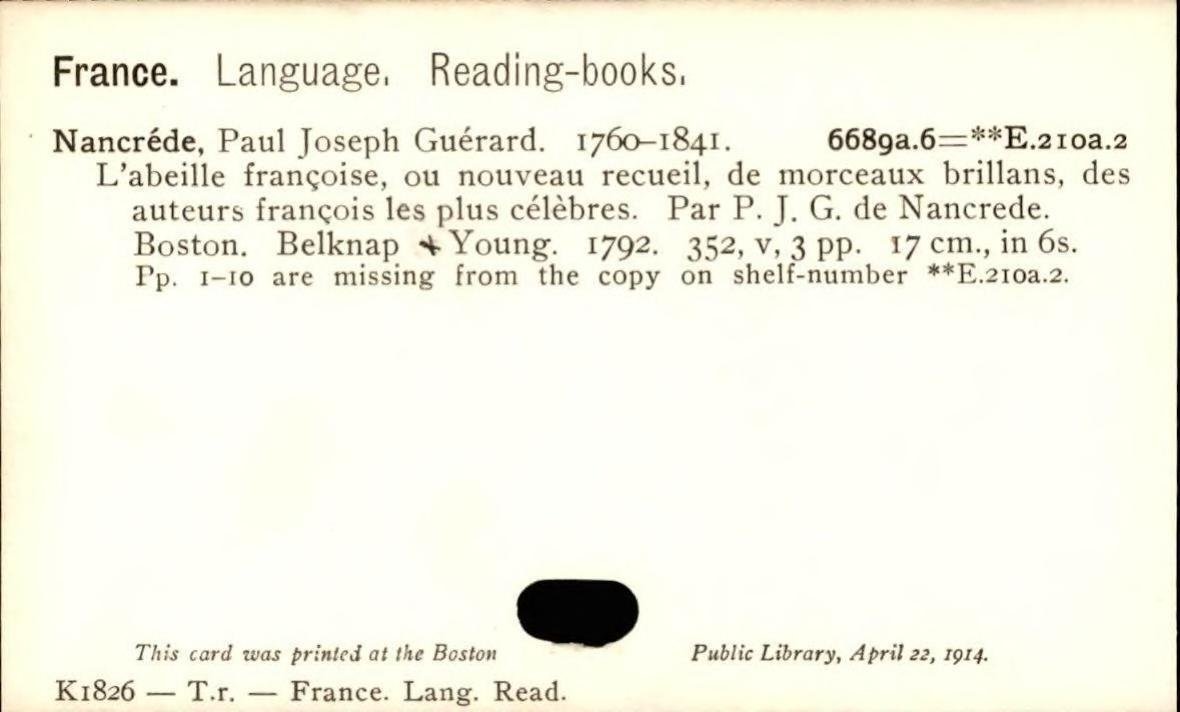 France. Language. Reading-books.
Nancréde, Paul Joseph Guérard. 1760-1841. 6689a.6=**E.210a.2
L'abeille françoise, ou nouveau recueil, de morceaux brillans, des
auteurs françois les plus célèbres. Par P. J. G. de Nancrede.
Boston. Belknap + Young. 1792. 352, v, 3 pp. 17 cm., in 6s.
Pp. 1-10 are missing from the copy on shelf-number **E.210a.2.
This card was printed at the Boston Public Library, April 22, 1914.
K1826 — T.r. — France. Lang. Read.